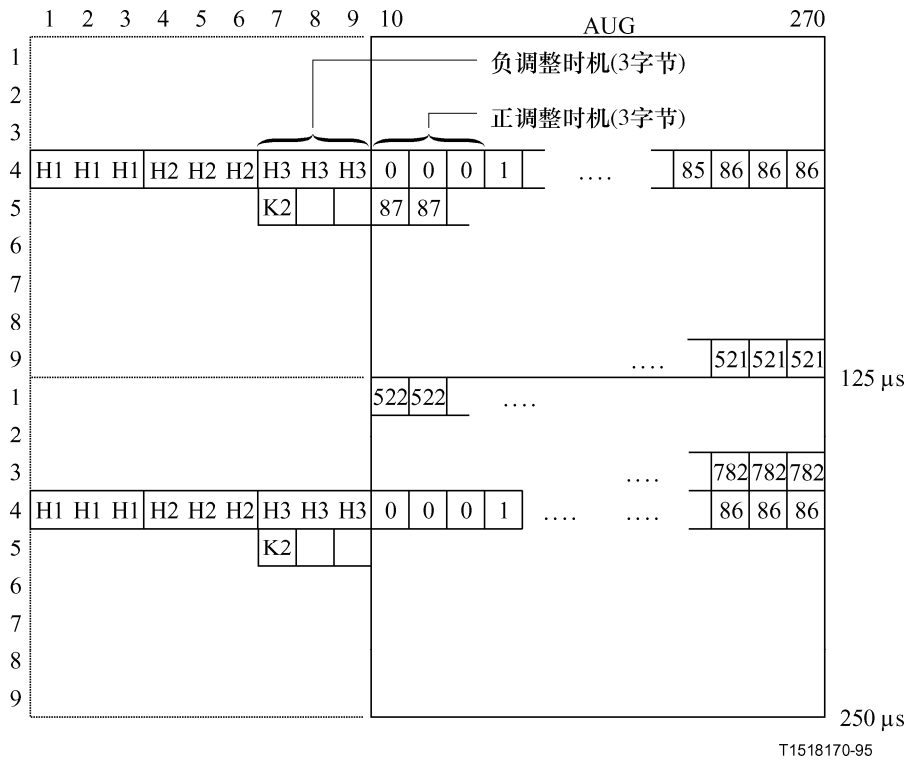 1 2 3 4 5 6 7 8 9 10 AUG 270
1
负调整时机(3字节)
2
正调整时机(3字节)
3
4 H1 H1 H1 H2 H2 H2 H3 H3 H3 0 0 0 1 .... 85 86 86 86
5 K2 87 87
6
7
8
9 .... 521 521 521
125 μs
1 522 522 ....
2
3 .... 782 782 782
4 H1 H1 H1 H2 H2 H2 H3 H3 H3 0 0 0 1 .... .... 86 86 86
5 K2
6
7
8
9
250 μs
T1518170-95